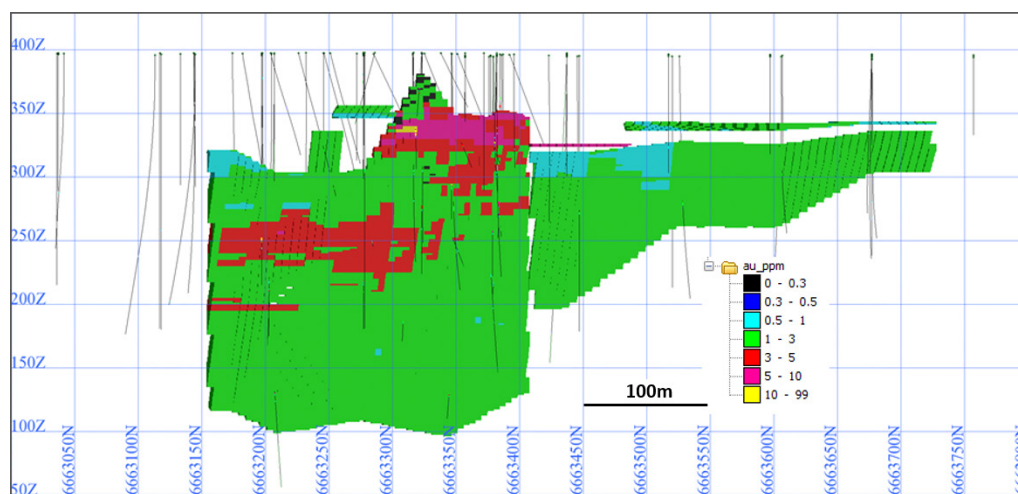 400Z
350Z
300Z
250Z
200Z
150Z
100Z
50Z
au_ppm
0 - 0.3
0.3 - 0.5
0.5 - 1
1 - 3
3 - 5
5 - 10
10 - 99
100m
6663050N
6663100N
6663150N
6663200N
6663250N
6663300N
6663350N
6663400N
6663450N
6663500N
6663550N
6663600N
6663650N
6663700N
6663750N